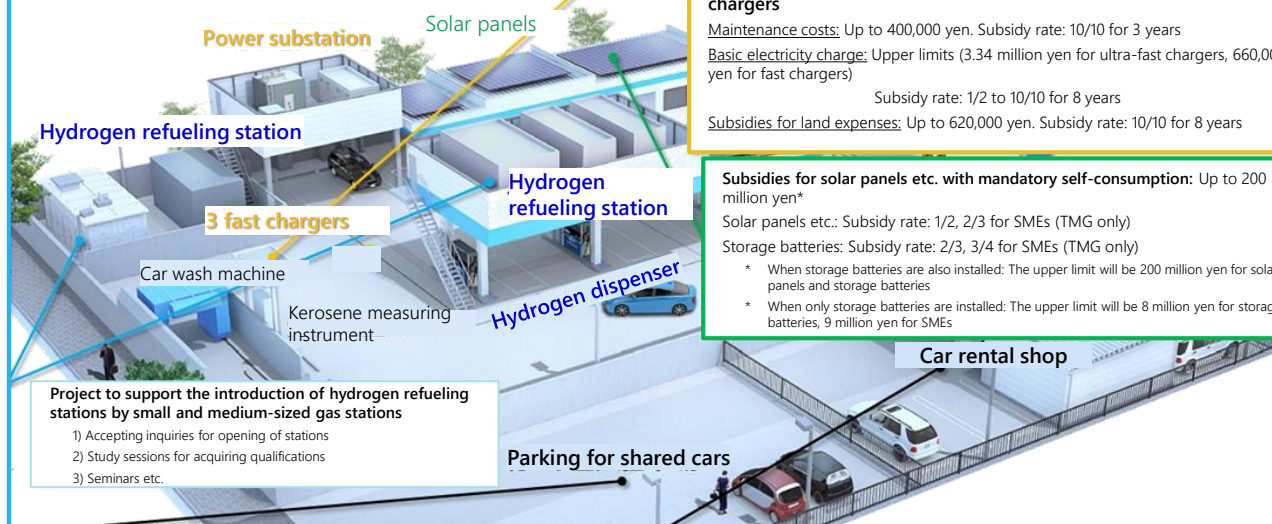 Solar panels
Power substation
Hydrogen refueling station
3 fast chargers
Car wash machine
Kerosene measuring
instrument
Hydrogen
refueling station
Hydrogen dispenser
chargers
Maintenance costs: Up to 400,000 yen. Subsidy rate: 10/10 for 3 years
Basic electricity charge: Upper limits (3.34 million yen for ultra-fast chargers,
yen for fast chargers)
Subsidy rate: 1/2 to 10/10 for 8 years
Subsidies for land expenses: Up to 620,000 yen. Subsidy rate: 10/10 for 8 years
Subsidies for solar panels etc. with mandatory self-consumption: Up to 200
million yen*
Solar panels etc.: Subsidy rate: 1/2, 2/3 for SMEs (TMG only)
Storage batteries: Subsidy rate: 2/3, 3/4 for SMEs (TMG only)
* When storage batteries are also installed: The upper limit will be 200 million yen for
panels and storage batteries
* When only storage batteries are installed: The upper limit will be 8 million yen for
batteries, 9 million yen for SMEs
Car rental shop
Project to support the introduction of hydrogen refueling
stations by small and medium-sized gas stations
1) Accepting inquiries for opening of stations
2) Study sessions for acquiring qualifications
3) Seminars etc.
Parking for shared cars